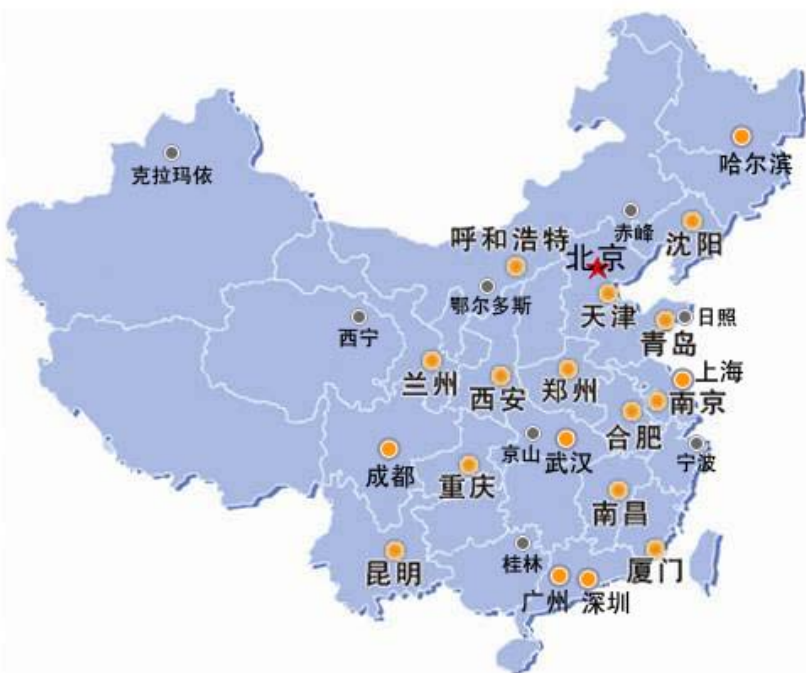 哈尔滨
克拉玛依
赤峰
沈阳
呼和浩特
北京
鄂尔多斯
天津
西宁
日照
青岛
兰州
西安
郑州
上海
南京
合肥
京山
武汉
宁波
成都
重庆
南昌
昆明
桂林
厦门
广州
深圳